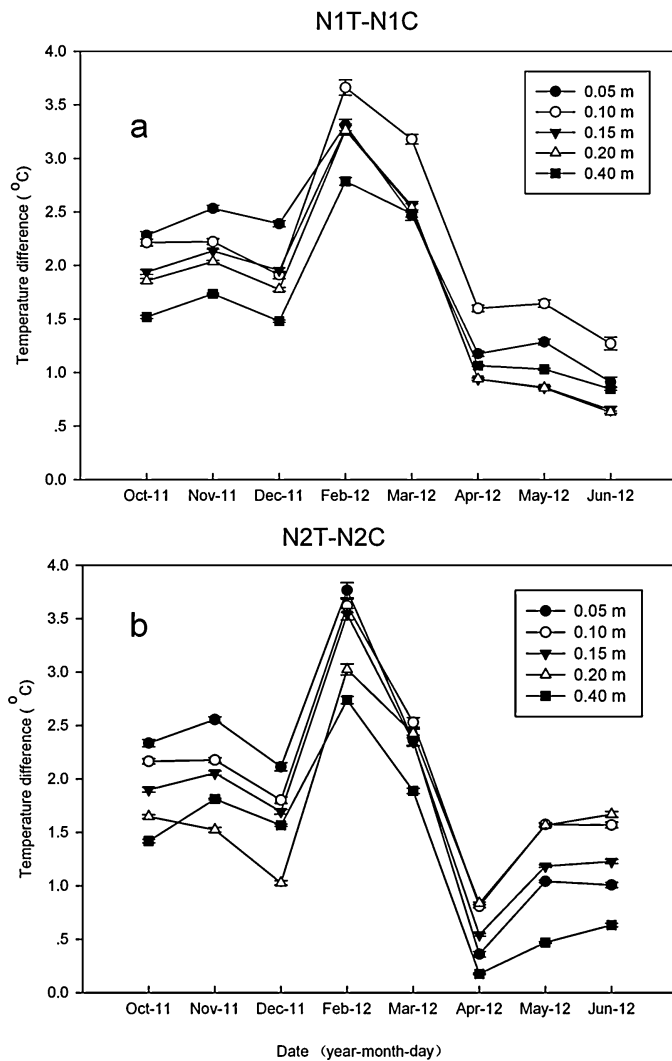 N1T-N1C
a
0.05 m
0.10 m
0.15 m
0.20 m
0.40 m
Temperature difference ( °C)
4.0
3.5
3.0
2.5
2.0
1.5
1.0
.5
0.0
Oct-11 Nov-11 Dec-11 Feb-12 Mar-12 Apr-12 May-12 Jun-12
N2T-N2C
b
0.05 m
0.10 m
0.15 m
0.20 m
0.40 m
Temperature difference ( °C)
4.0
3.5
3.0
2.5
2.0
1.5
1.0
.5
0.0
Oct-11 Nov-11 Dec-11 Feb-12 Mar-12 Apr-12 May-12 Jun-12
Date （year-month-day）